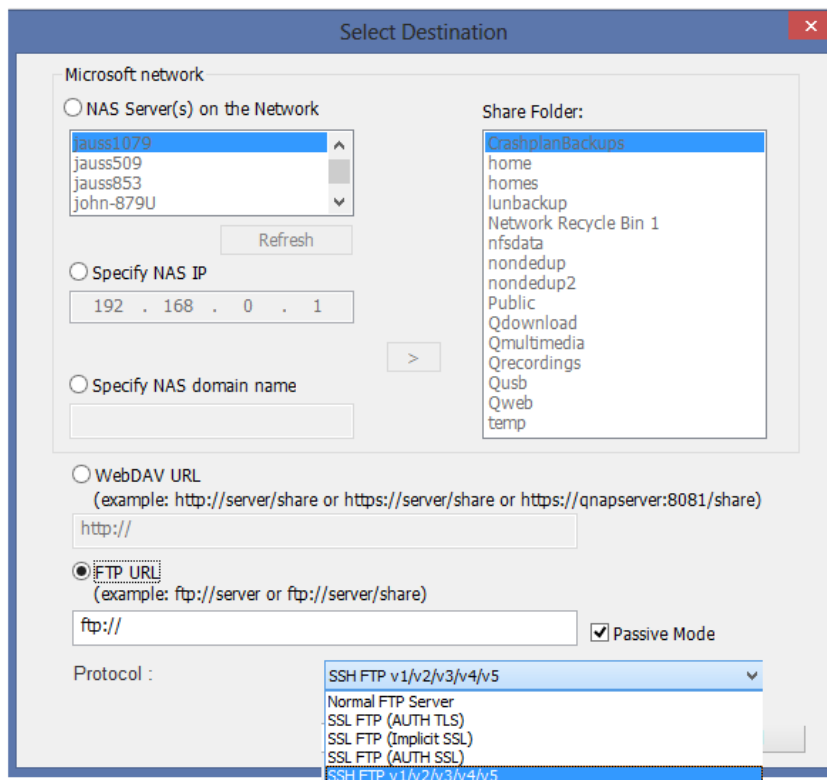 Select Destination
Microsoft network
NAS Server(s) on the Network
jauss1079
jauss509
jauss853
john-879U
Refresh
Specify NAS IP
192 . 168 . 0 . 1
>
Specify NAS domain name
Share Folder:
CrashplanBackups
home
homes
lunbackup
Network Recycle Bin 1
nfsdata
nondedup
nondedup2
Public
Qdownload
Qmultimedia
Qrecordings
Qusb
Qweb
temp
WebDAV URL
(example: http://server/share or https://server/share or https://qnapserver:8081/share)
http://
FTP URL
(example: ftp://server or ftp://server/share)
ftp://
Passive Mode
Protocol :
SSH FTP v1/v2/v3/v4/v5
Normal FTP Server
SSL FTP (AUTH TLS)
SSL FTP (Implicit SSL)
SSL FTP (AUTH SSL)
SSH FTP v1/v2/v3/v4/v5